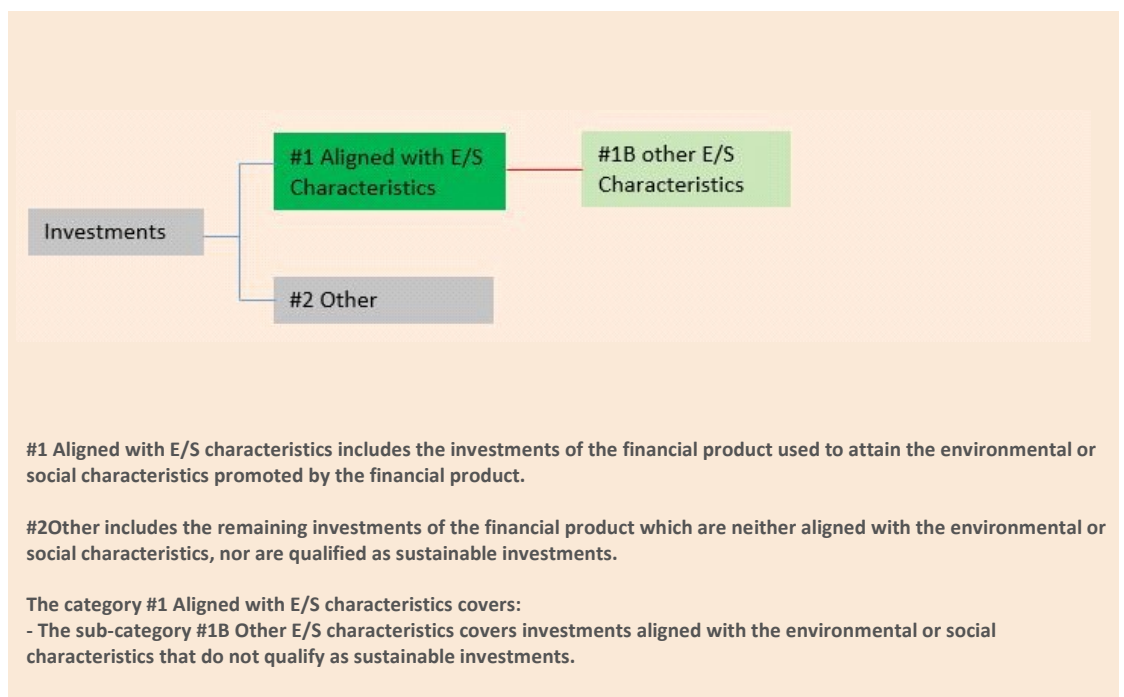 #1 Aligned with E/S
Characteristics
#1B other E/S
Characteristics
Investments
#2 Other
#1 Aligned with E/S characteristics includes the investments of the financial product used to attain the environmental or
social characteristics promoted by the financial product.
#2Other includes the remaining investments of the financial product which are neither aligned with the environmental or
social characteristics, nor are qualified as sustainable investments.
The category #1 Aligned with E/S characteristics covers:
- The sub-category #1B Other E/S characteristics covers investments aligned with the environmental or social
characteristics that do not qualify as sustainable investments.